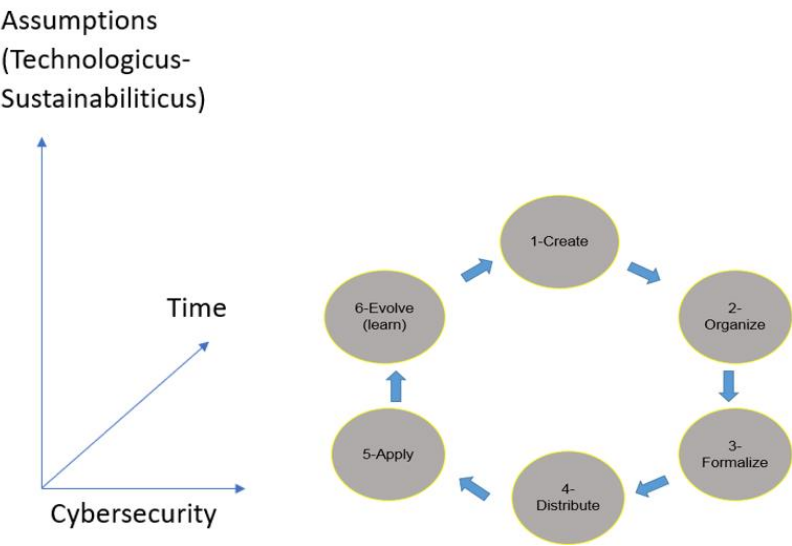 Assumptions
(Technologicus-
Sustainabiliticus)
Time
Cybersecurity
1-Create
2-
Organize
3-
Formalize
4-
Distribute
5-Apply
6-Evolve
(learn)